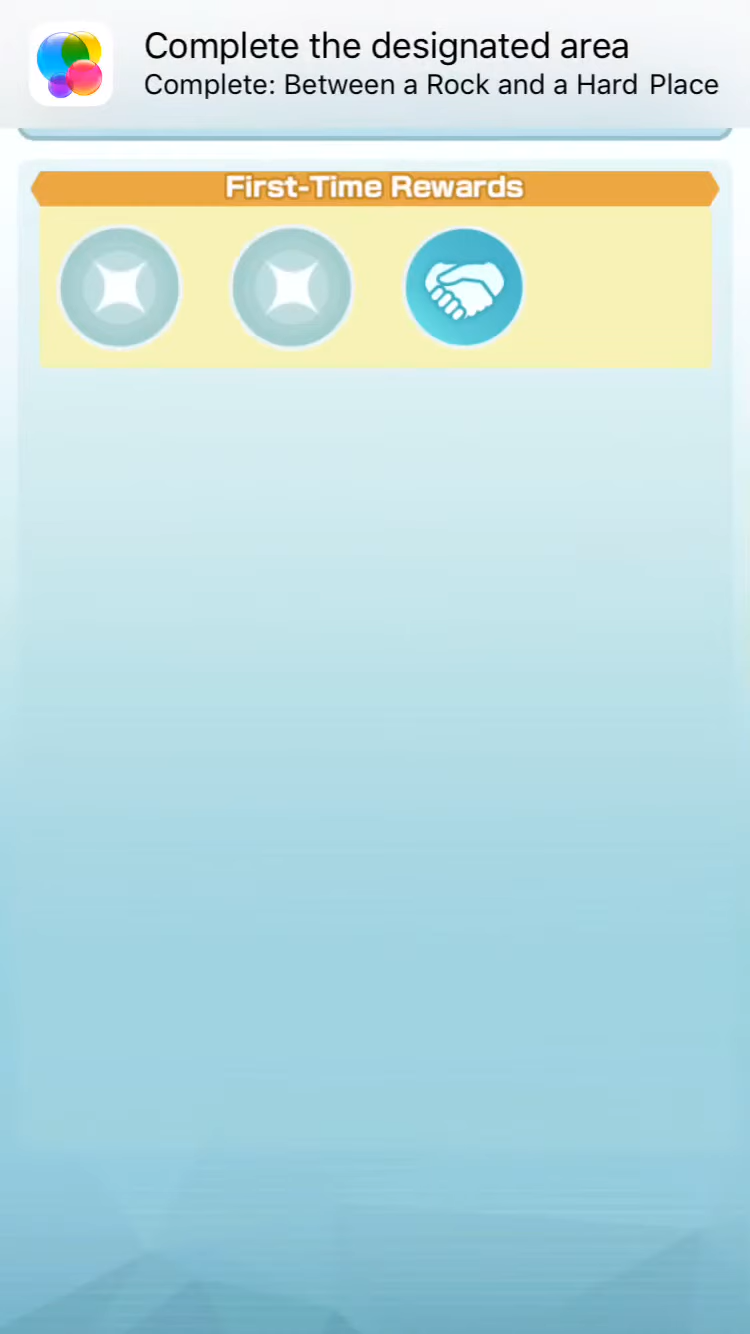 Complete the designated area
Complete: Between a Rock and a Hard Place
First-Time Rewards